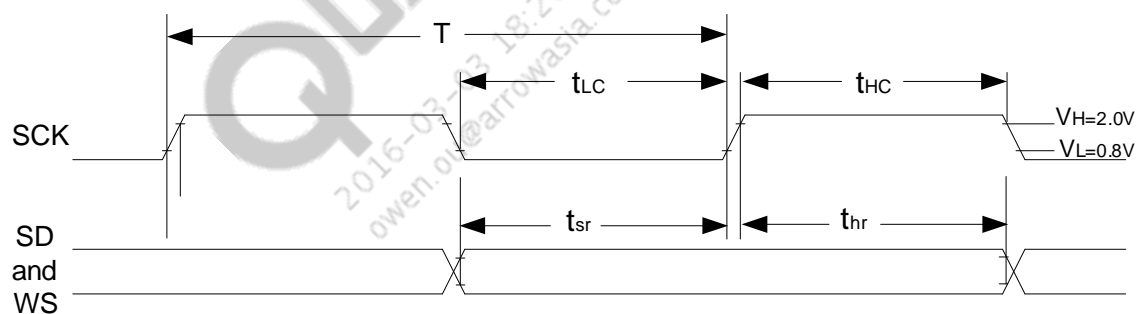 T
tLC
tHC
SCK
VH=2.0V
VL=0.8V
tsr
thr
SD
and
WS